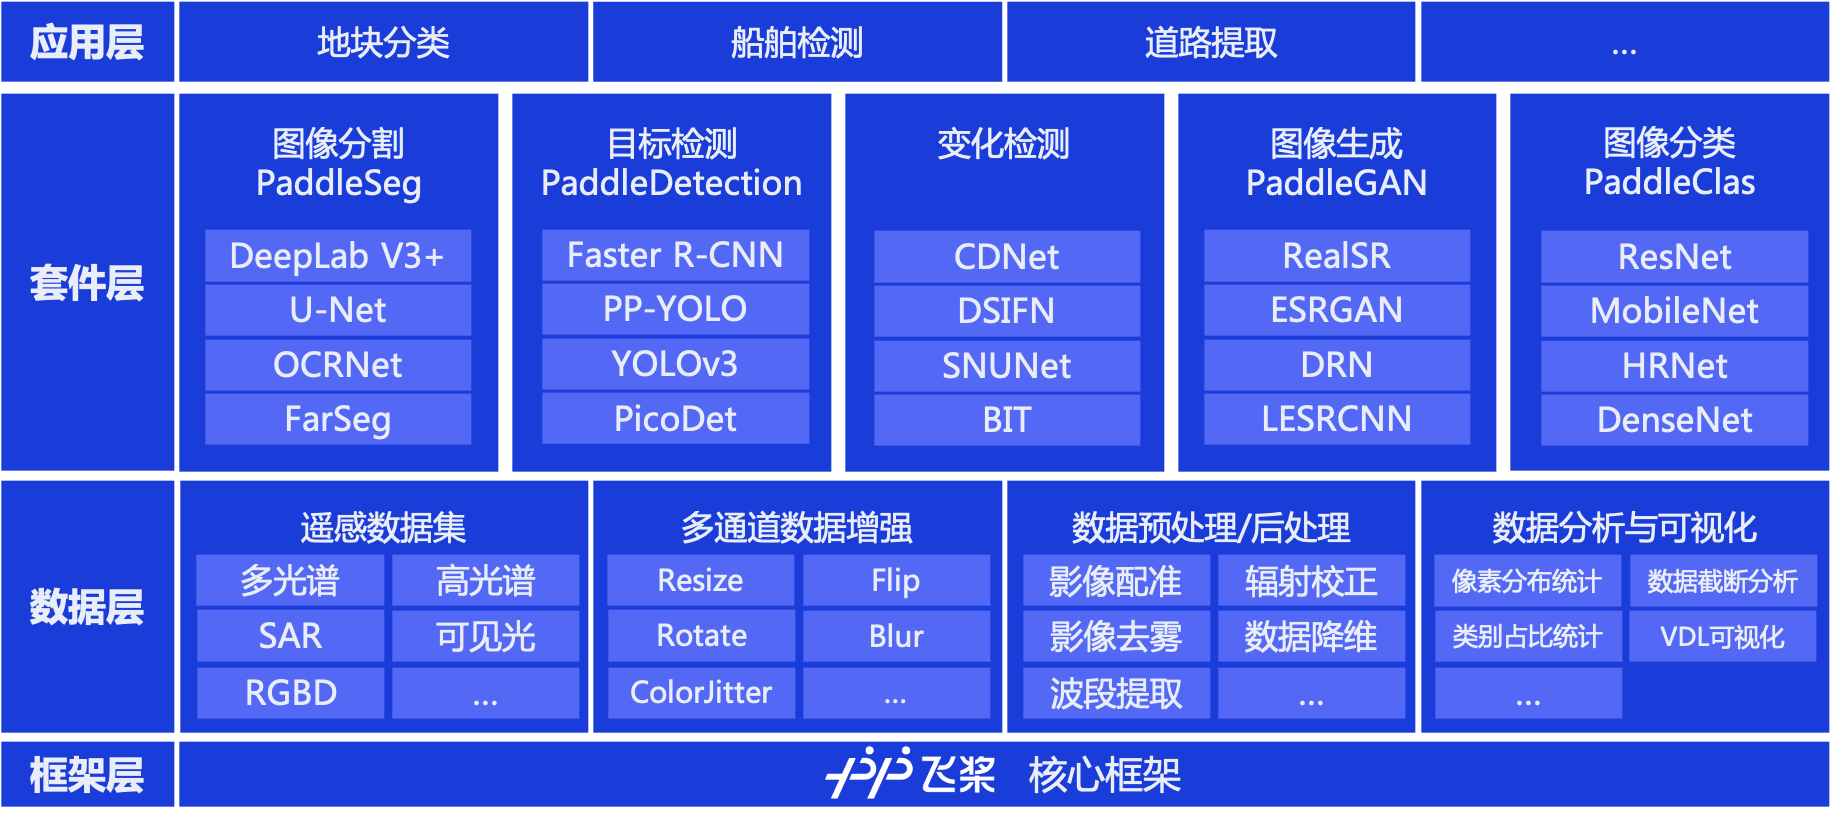 应用层
地块分类
船舶检测
道路提取
...
套件层
图像分割
PaddleSeg
DeepLab V3+
U-Net
OCRNet
FarSeg
目标检测
PaddleDetection
Faster R-CNN
PP-YOLO
YOLOv3
PicoDet
变化检测
CDNet
DSIFN
SNUNet
BIT
图像生成
PaddleGAN
RealSR
ESRGAN
DRN
LESRCNN
图像分类
PaddleClas
ResNet
MobileNet
HRNet
DenseNet
数据层
遥感数据集
多光谱
高光谱
SAR
可见光
RGBD
...
多通道数据增强
Resize
Flip
Rotate
Blur
ColorJitter
...
数据预处理/后处理
影像配准
辐射校正
影像去雾
数据降维
波段提取
...
数据分析与可视化
像素分布统计
数据截断分析
类别占比统计
VDL可视化
...
框架层
飞桨 核心框架